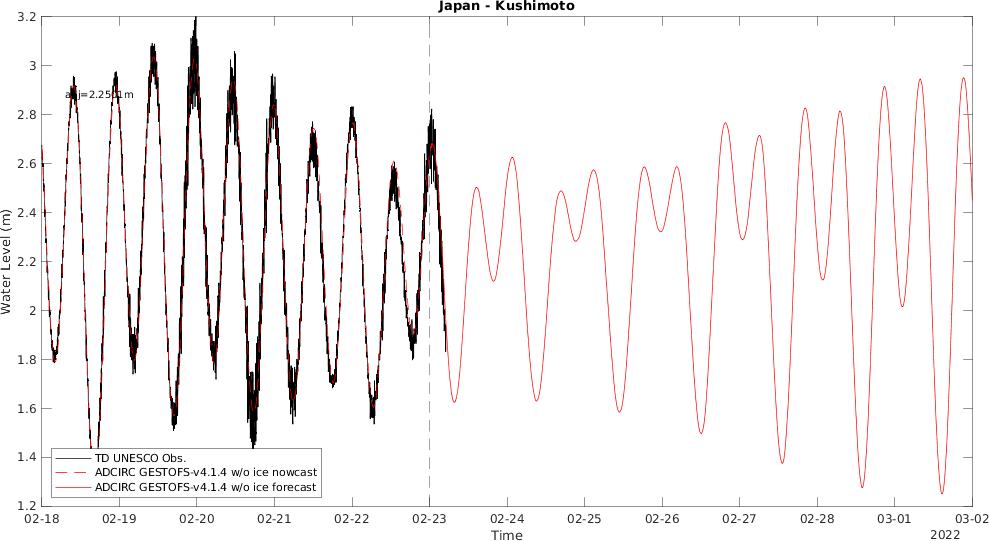 Japan - Kushimoto
3.2
3
2.8
2.6
2.4
2.2
2
1.8
1.6
1.4
1.2
Water Level (m)
TD UNESCO Obs.
ADCIRC GESTOFS-v4.1.4 w/o ice nowcast
ADCIRC GESTOFS-v4.1.4 w/o ice forecast
02-18 02-19 02-20 02-21 02-22 02-23 02-24 02-25 02-26 02-27 02-28 03-01 03-02
Time
2022